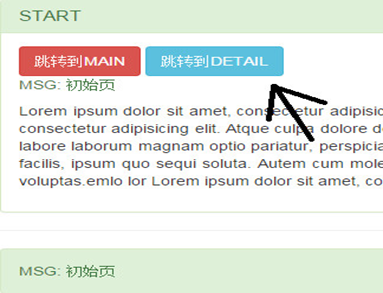 START
跳转到MAIN 跳转到DETAIL
MSG: 初始页
Lorem ipsum dolor sit amet, consectetur adipisic
consectetur adipisicing elit. Atque culpa dolore d
labore laborum magnam optio pariatur, perspicia
facilis, ipsum quo sequi soluta. Autem cum mole
voluptas.emlo lor Lorem ipsum dolor sit amet, co
MSG: 初始页